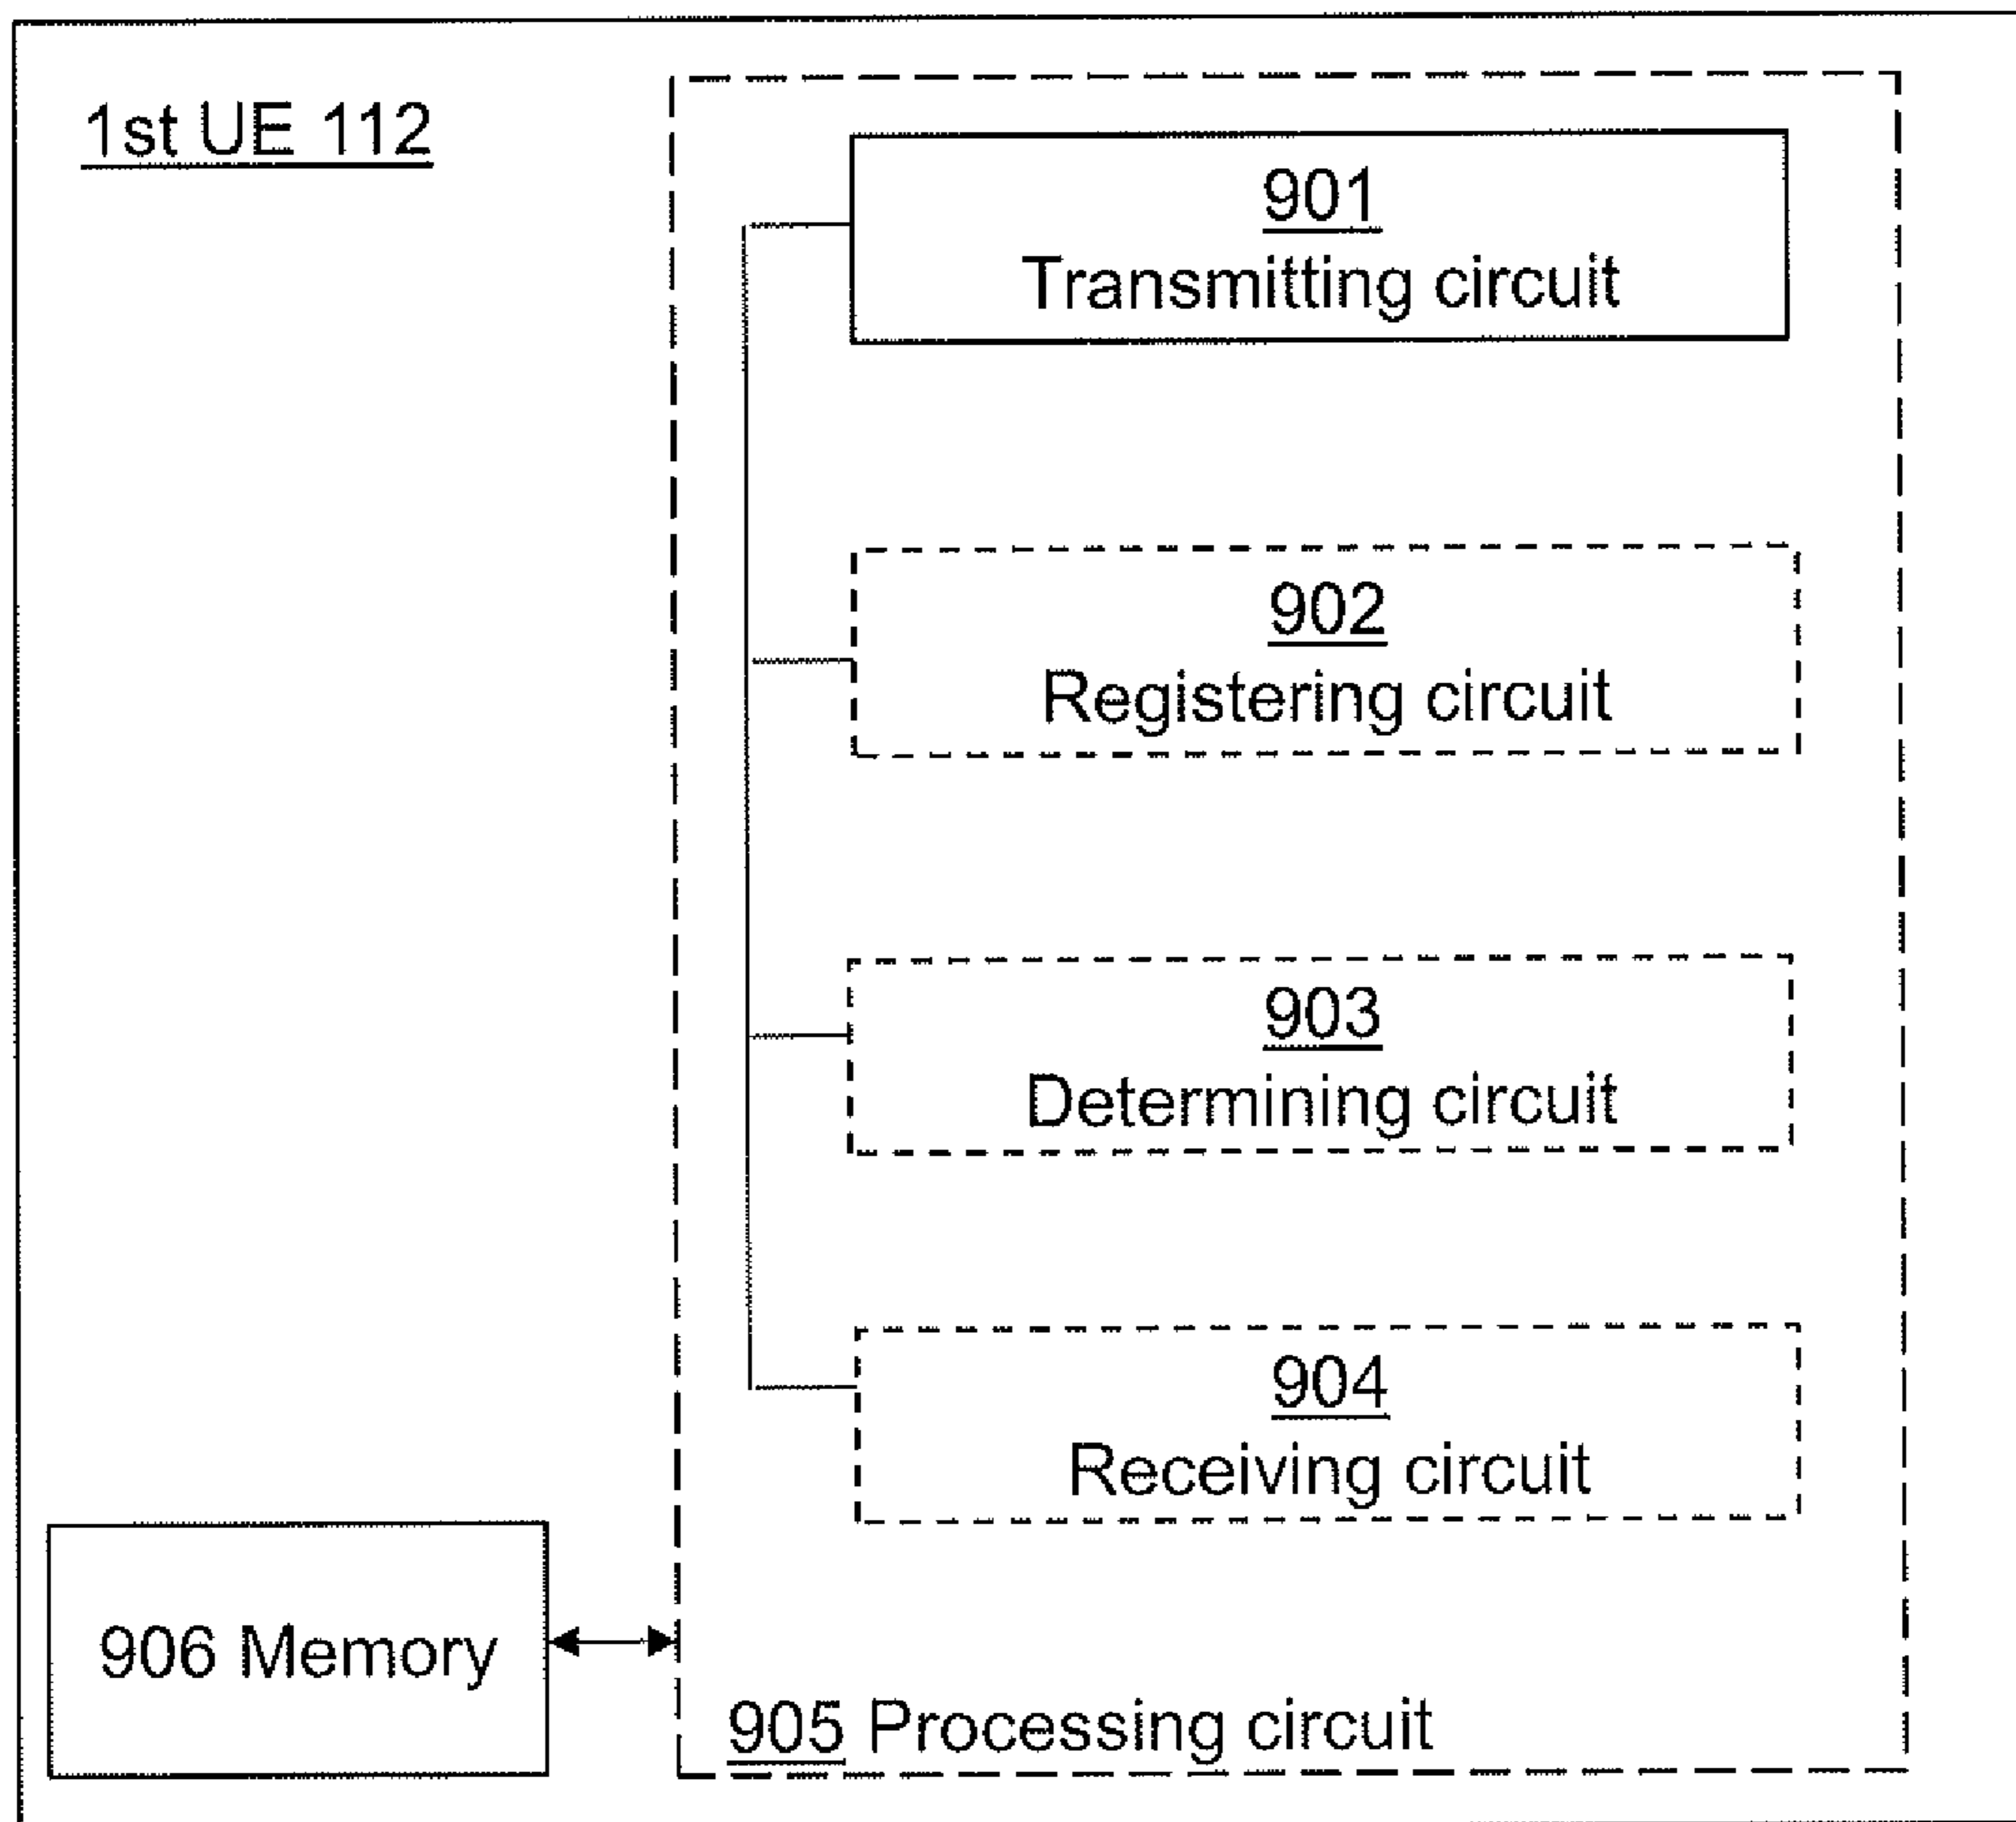 1st UE 112
901
Transmitting circuit
902
Registering circuit
903
Determining circuit
904
Receiving circuit
906 Memory
905 Processing circuit